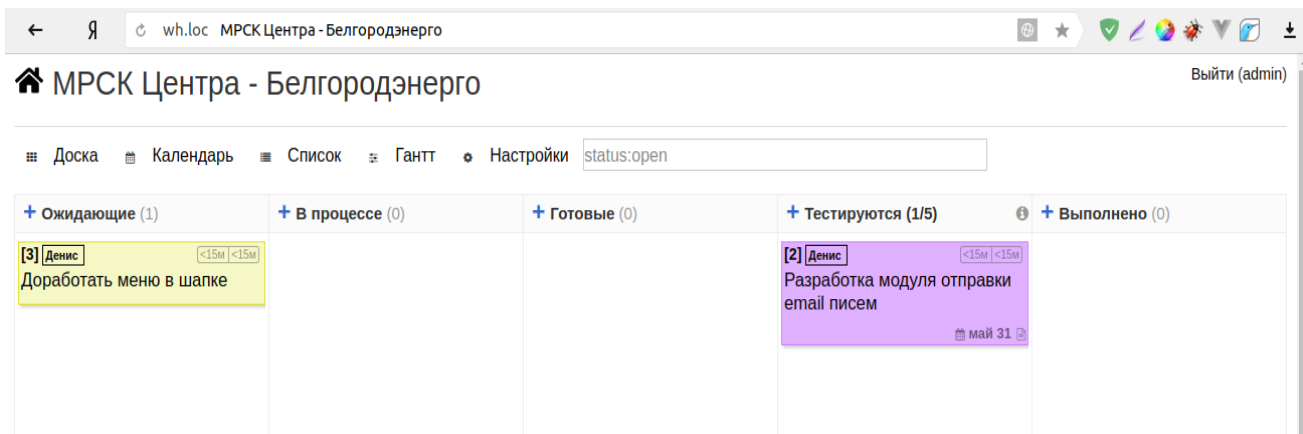 Я wh.loc МРСК Центра - Белгородэнерго
МРСК Центра - Белгородэнерго
Выйти (admin)
Доска Календарь Список Гантт Настройки status:open
+ Ожидающие (1) + В процессе (0) + Готовые (0) + Тестируются (1/5) + Выполнено (0)
[3] Денис <15м <15м
Доработать меню в шапке
[2] Денис <15м <15м
Разработка модуля отправки
email писем
май 31